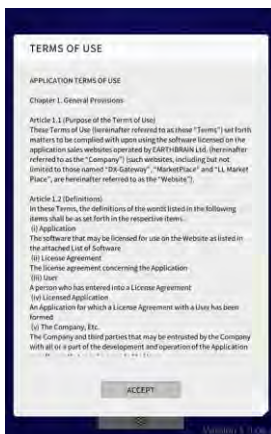 TERMS OF USE
APPLICATION TERMS OF USE
Chapter 1. General Provisions
Article 1.1 (Purpose of the Terms of Use)
These Terms of Use (hereinafter referred to as these "Terms") set forth
matters to be complied with upon using the software licensed on the
application sales websites operated by EARTHBRAIN Ltd. (hereinafter
referred to as the "Company") (such websites, including but not
limited to those named "DX-Gateway", "MarketPlace" and "LL Market
Place", are hereinafter referred to as the "Website").
Article 1.2 (Definitions)
In these Terms, the definitions of the words listed in the following
items shall be as set forth in the respective items.
(i) Application
The software that may be licensed for use on the Website as listed in
the attached List of Software
(ii) License Agreement
The license agreement concerning the Application
(iii) User
A person who has entered into a License Agreement
(iv) Licensed Application
An Application for which a License Agreement with a User has been
formed
(v) The Company, Etc.
The Company and third parties that may be entrusted by the Company
with all or a part of the development and operation of the Application
ACCEPT